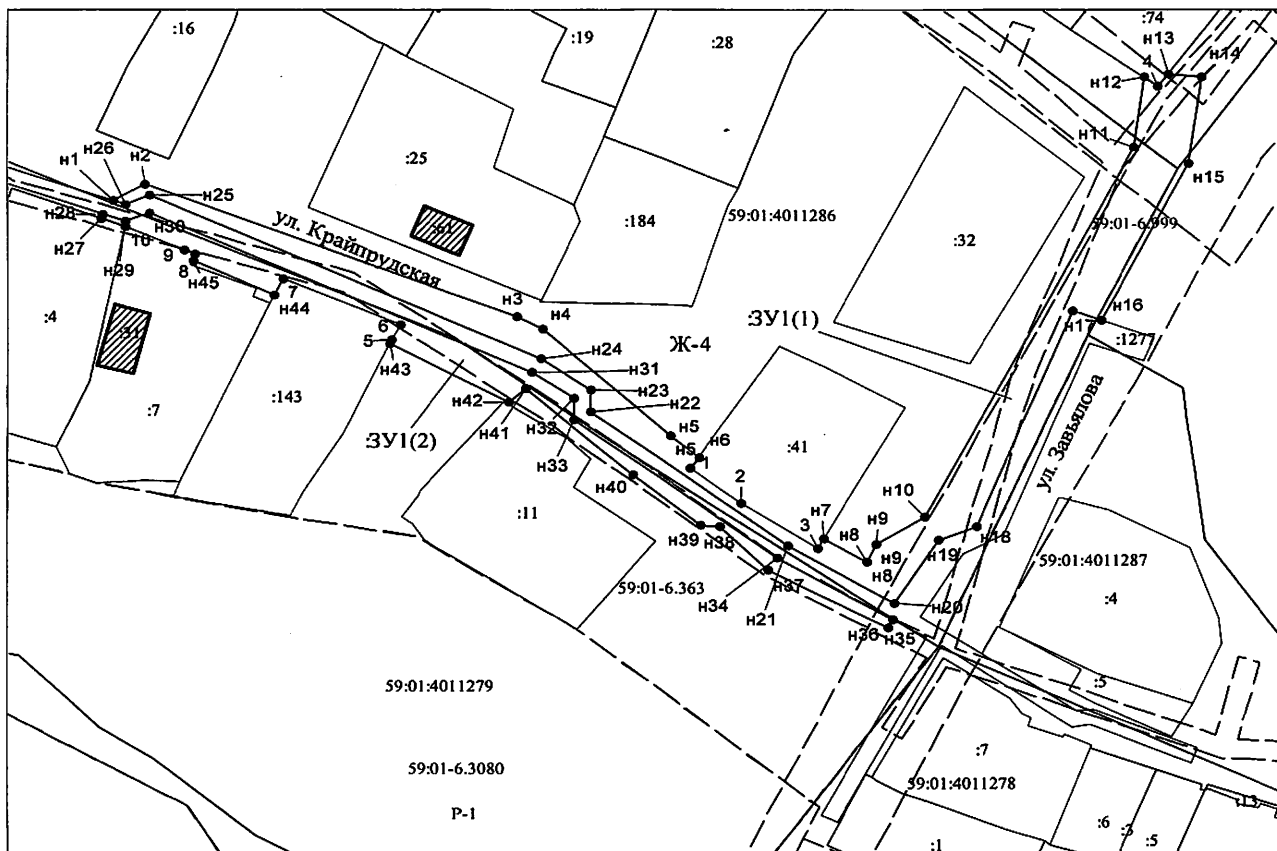 :16
:19
:28
:74
н13
4
н14
н12
н11
н15
н26
н2
н1
:25
н25
:184
59:01:4011286
:32
59:01-6.999
ул. Крайпрудская
:61
н28
н30
10
н27
н29
9
8
н45
7
н44
:4
:31
н3
н4
:ЗУ1(1)
Ж-4
н16
н17
:1277
6
5
н43
н24
н31
н23
н22
н42
н41
н32
н33
:7
:143
:ЗУ1(2)
н5
н6
н5
1
:41
ул. Завьялова
2
н40
:11
3
н7
н10
н9
н8
н9
н8
н18
н19
н39
н38
59:01:4011287
:4
59:01-6.363
н34
н37
н21
н20
н36
н35
59:01:4011279
:5
:7
59:01:4011278
59:01-6.3080
Р-1
:13
:6
:3
:5
:1